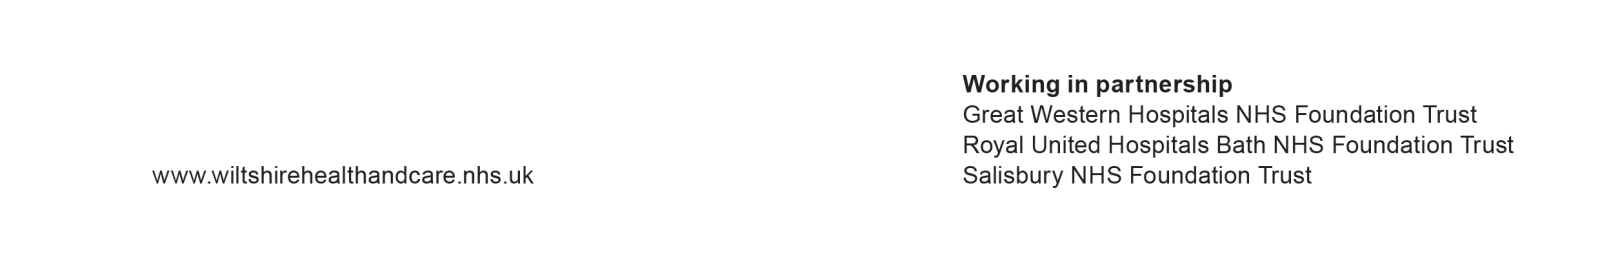 Working in partnership
Great Western Hospitals NHS Foundation Trust
Royal United Hospitals Bath NHS Foundation Trust
www.wiltshirehealthandcare.nhs.uk
Salisbury NHS Foundation Trust